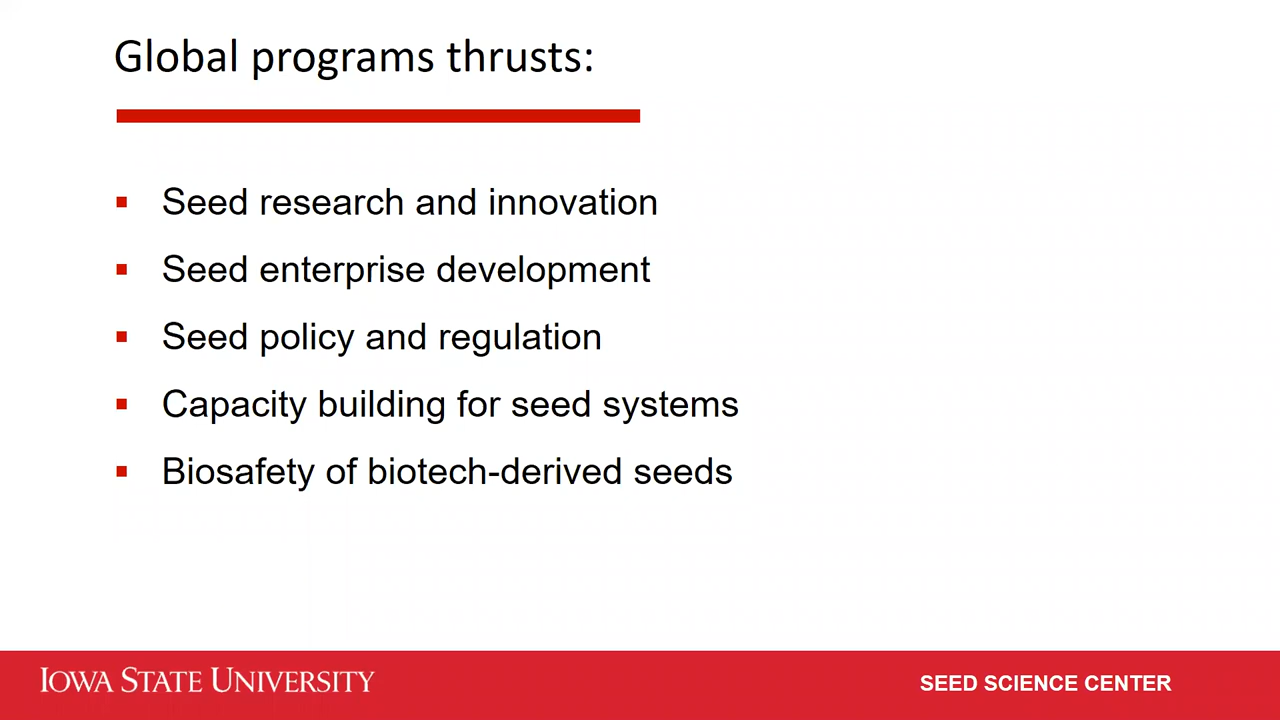 Global programs thrusts:
▪ Seed research and innovation
▪ Seed enterprise development
▪ Seed policy and regulation
▪ Capacity building for seed systems
▪ Biosafety of biotech-derived seeds
IOWA STATE UNIVERSITY
SEED SCIENCE CENTER